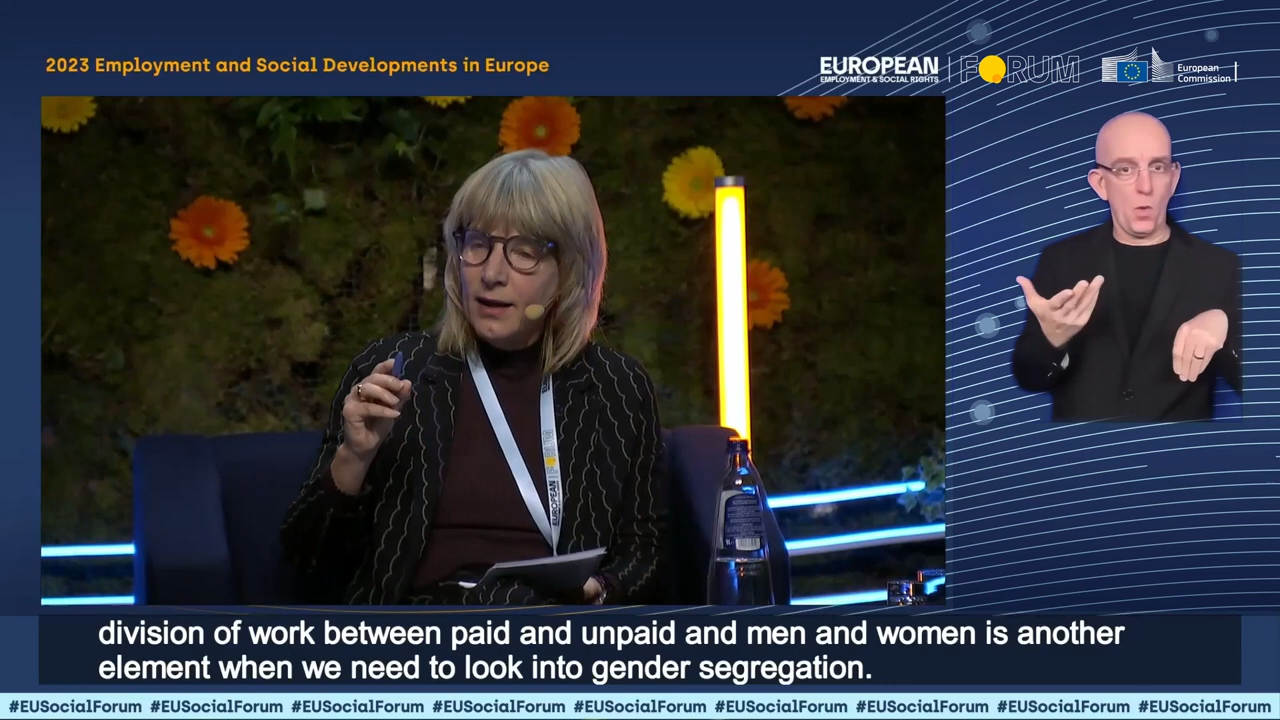 2023 Employment and Social Developments in Europe
EUROPEAN
EMPLOYMENT & SOCIAL RIGHTS
FORUM
European
Commission
EUROPEAN FORUM
division of work between paid and unpaid and men and women is another
element when we need to look into gender segregation.
#EUSocialForum #EUSocialForum #EUSocialForum #EUSocialForum #EUSocialForum #EUSocialForum #EUSocialForum #EUSocialForum #EUSocialForum